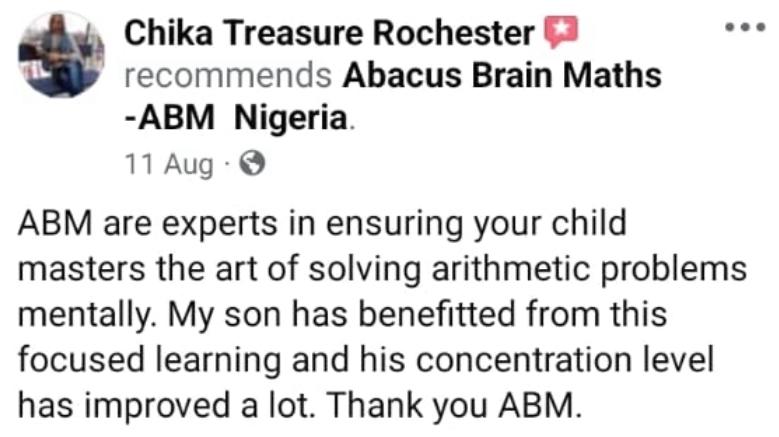 Chika Treasure Rochester
recommends Abacus Brain Maths
-ABM Nigeria.
11 Aug ·
ABM are experts in ensuring your child
masters the art of solving arithmetic problems
mentally. My son has benefitted from this
focused learning and his concentration level
has improved a lot. Thank you ABM.